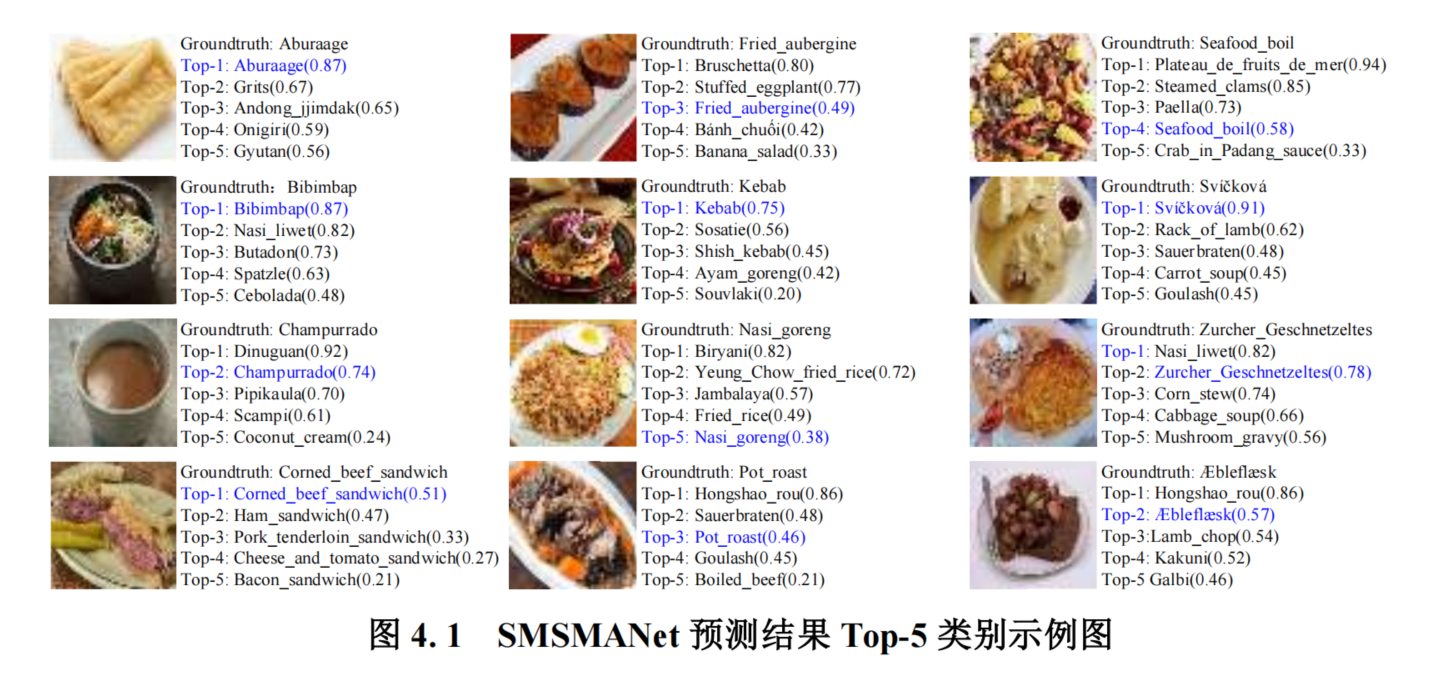 Groundtruth: Aburaage
Top-1: Aburaage(0.87)
Top-2: Grits(0.67)
Top-3: Andong_jjimdak(0.65)
Top-4: Onigiri(0.59)
Top-5: Gyutan(0.56)
Groundtruth: Fried_aubergine
Top-1: Bruschetta(0.80)
Top-2: Stuffed_eggplant(0.77)
Top-3: Fried_aubergine(0.49)
Top-4: Bánh_chuối(0.42)
Top-5: Banana_salad(0.33)
Groundtruth: Seafood_boil
Top-1: Plateau_de_fruits_de_mer(0.94)
Top-2: Steamed_clams(0.85)
Top-3: Paella(0.73)
Top-4: Seafood_boil(0.58)
Top-5: Crab_in_Padang_sauce(0.33)
Groundtruth：Bibimbap
Top-1: Bibimbap(0.87)
Top-2: Nasi_liwet(0.82)
Top-3: Butadon(0.73)
Top-4: Spatzle(0.63)
Top-5: Cebolada(0.48)
Groundtruth: Kebab
Top-1: Kebab(0.75)
Top-2: Sosatie(0.56)
Top-3: Shish_kebab(0.45)
Top-4: Ayam_goreng(0.42)
Top-5: Souvlaki(0.20)
Groundtruth: Svíčková
Top-1: Svíčková(0.91)
Top-2: Rack_of_lamb(0.62)
Top-3: Sauerbraten(0.48)
Top-4: Carrot_soup(0.45)
Top-5: Goulash(0.45)
Groundtruth: Champurrado
Top-1: Dinuguan(0.92)
Top-2: Champurrado(0.74)
Top-3: Pipikaula(0.70)
Top-4: Scampi(0.61)
Top-5: Coconut_cream(0.24)
Groundtruth: Nasi_goreng
Top-1: Biryani(0.82)
Top-2: Yeung_Chow_fried_rice(0.72)
Top-3: Jambalaya(0.57)
Top-4: Fried_rice(0.49)
Top-5: Nasi_goreng(0.38)
Groundtruth: Zurcher_Geschnetzeltes
Top-1: Nasi_liwet(0.82)
Top-2: Zurcher_Geschnetzeltes(0.78)
Top-3: Corn_stew(0.74)
Top-4: Cabbage_soup(0.66)
Top-5: Mushroom_gravy(0.56)
Groundtruth: Corned_beef_sandwich
Top-1: Corned_beef_sandwich(0.51)
Top-2: Ham_sandwich(0.47)
Top-3: Pork_tenderloin_sandwich(0.33)
Top-4: Cheese_and_tomato_sandwich(0.27)
Top-5: Bacon_sandwich(0.21)
Groundtruth: Pot_roast
Top-1: Hongshao_rou(0.86)
Top-2: Sauerbraten(0.48)
Top-3: Pot_roast(0.46)
Top-4: Goulash(0.45)
Top-5: Boiled_beef(0.21)
Groundtruth: Æbleflæsk
Top-1: Hongshao_rou(0.86)
Top-2: Æbleflæsk(0.57)
Top-3:Lamb_chop(0.54)
Top-4: Kakuni(0.52)
Top-5 Galbi(0.46)
图 4. 1 SMSMANet 预测结果 Top-5 类别示例图